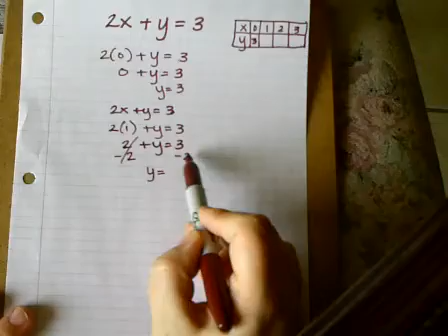 2x + y = 3
x 0 1 2 3
y 3
2(0) + y = 3
0 + y = 3
y = 3
2x + y = 3
2(1) + y = 3
2 + y = 3
-2 -2
y =